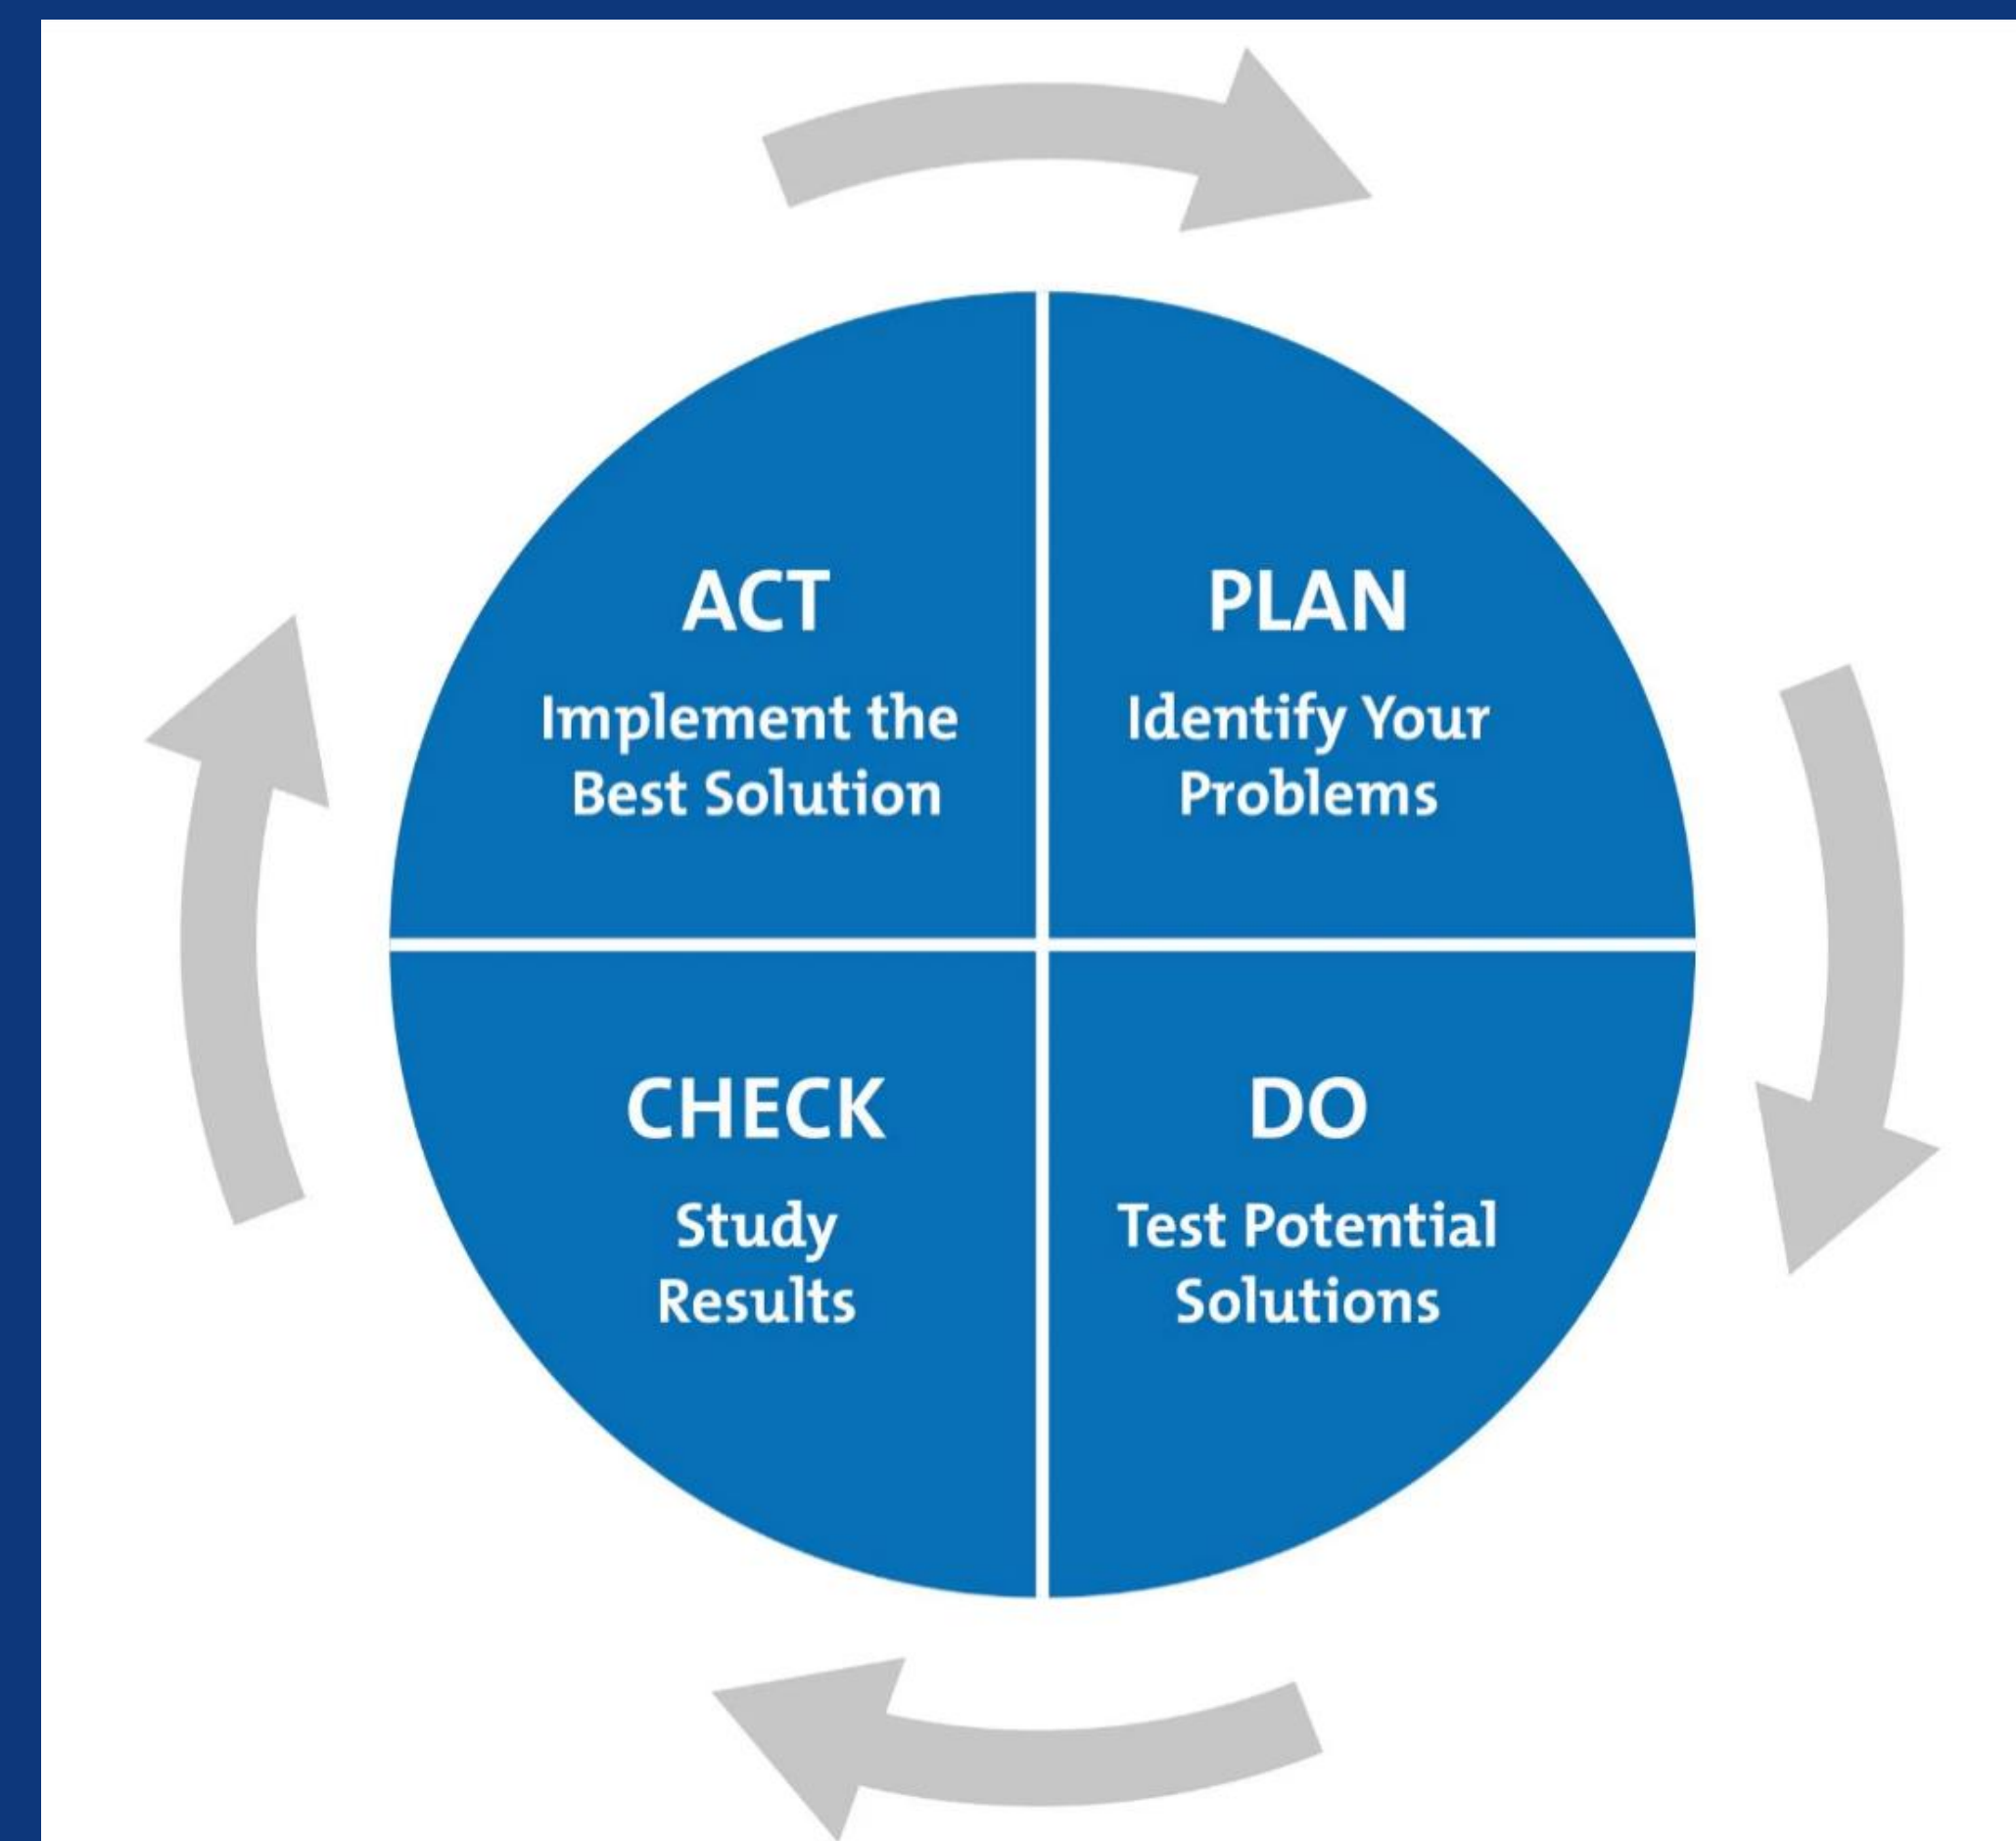 ACT
Implement the
Best Solution
PLAN
Identify Your
Problems
CHECK
Study
Results
DO
Test Potential
Solutions